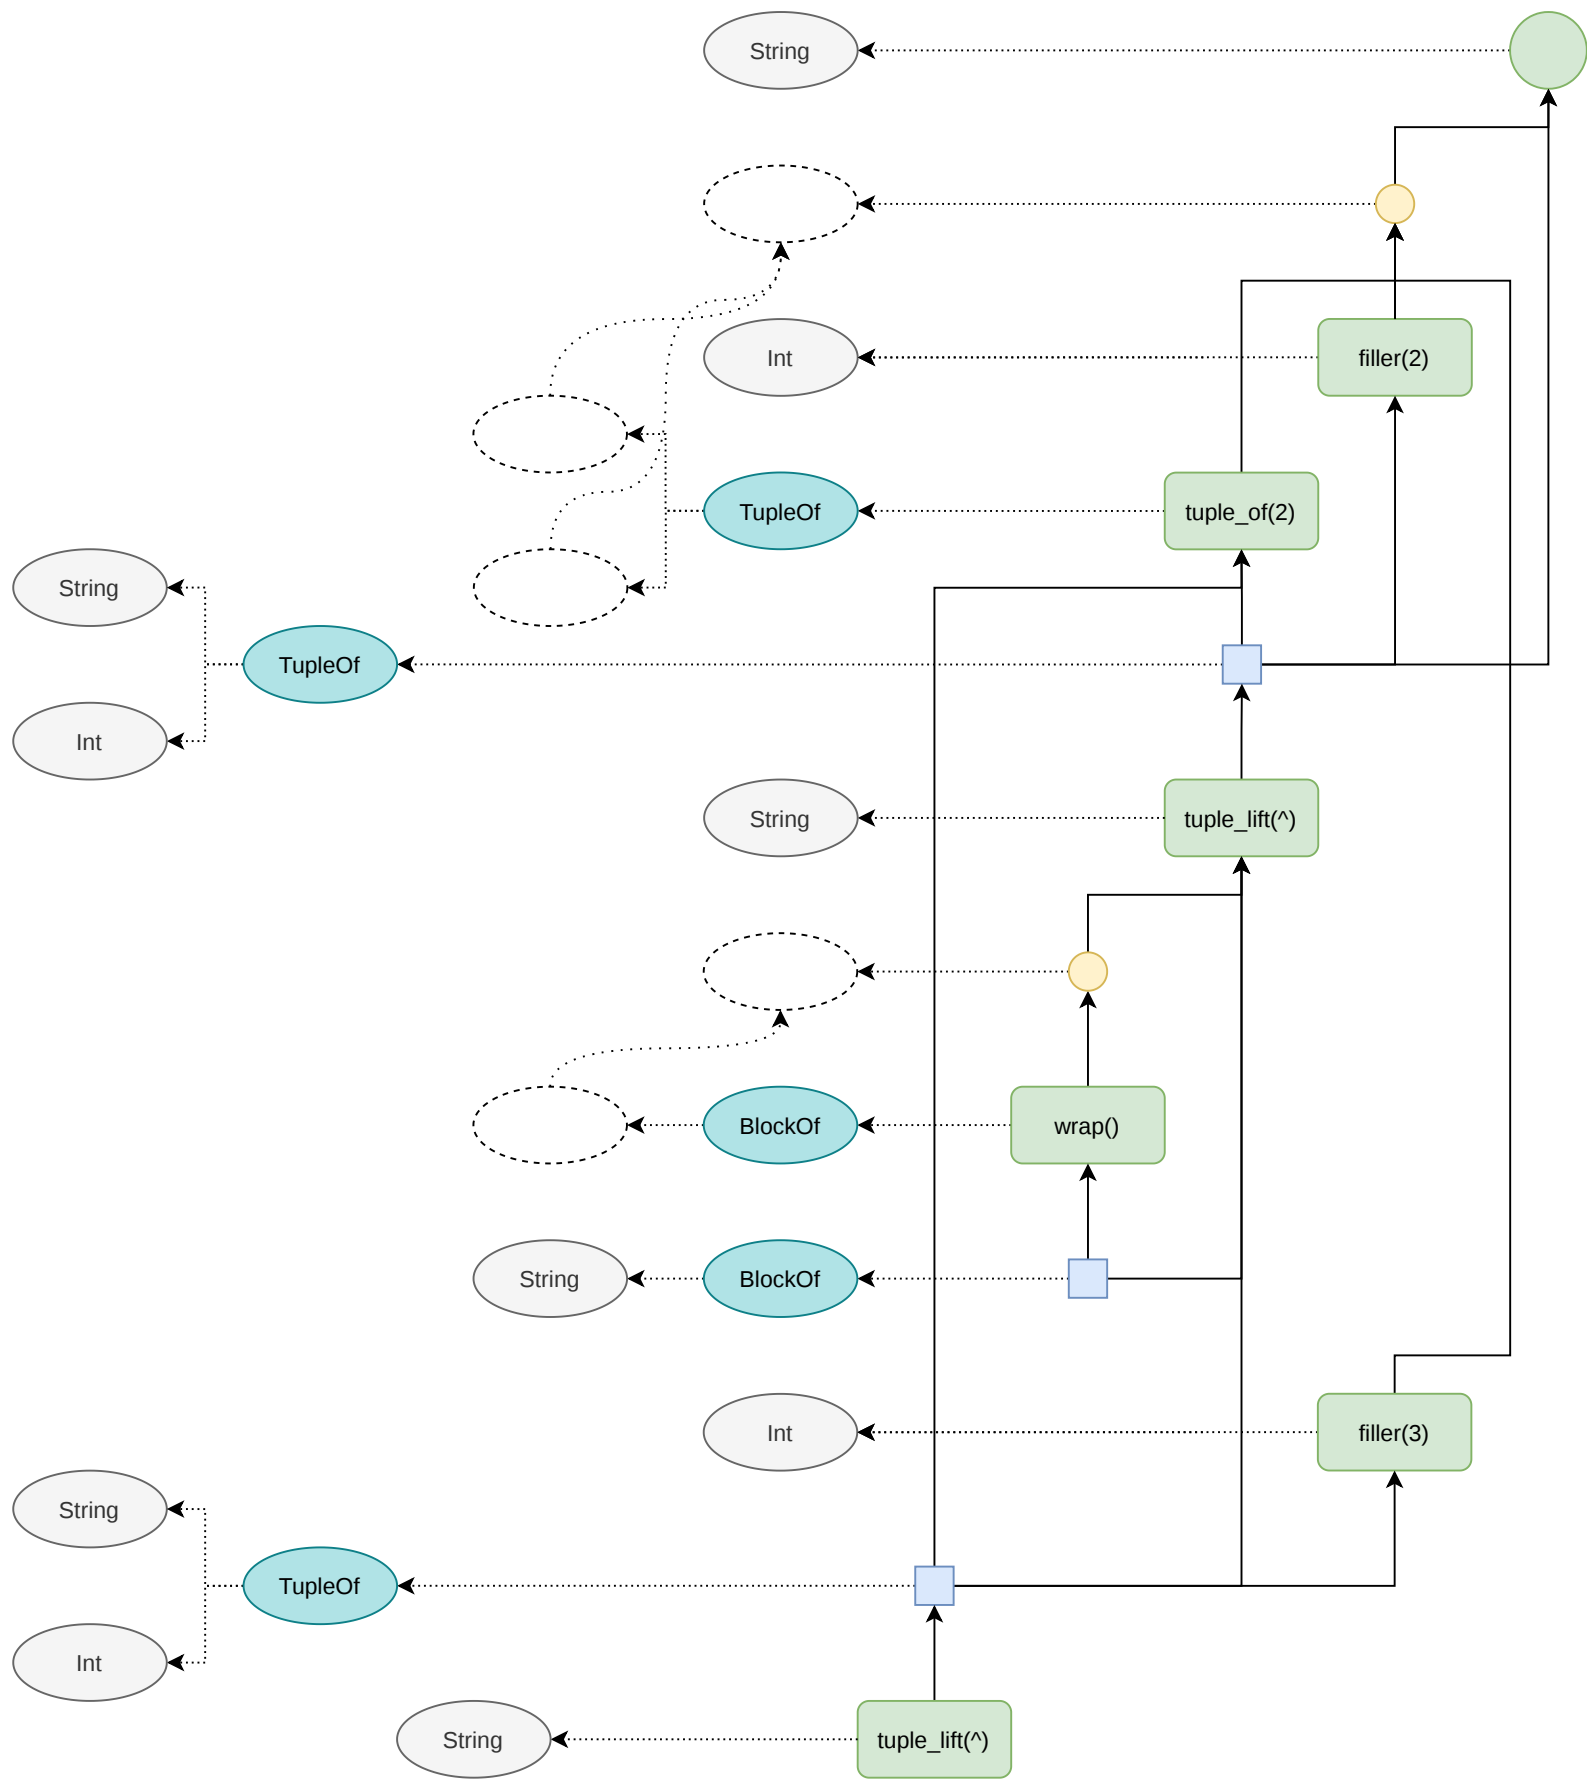 String
Int
filler(2)
TupleOf
tuple_of(2)
String
TupleOf
Int
String
tuple_lift(^)
BlockOf
wrap()
String
BlockOf
Int
filler(3)
String
TupleOf
Int
String
tuple_lift(^)